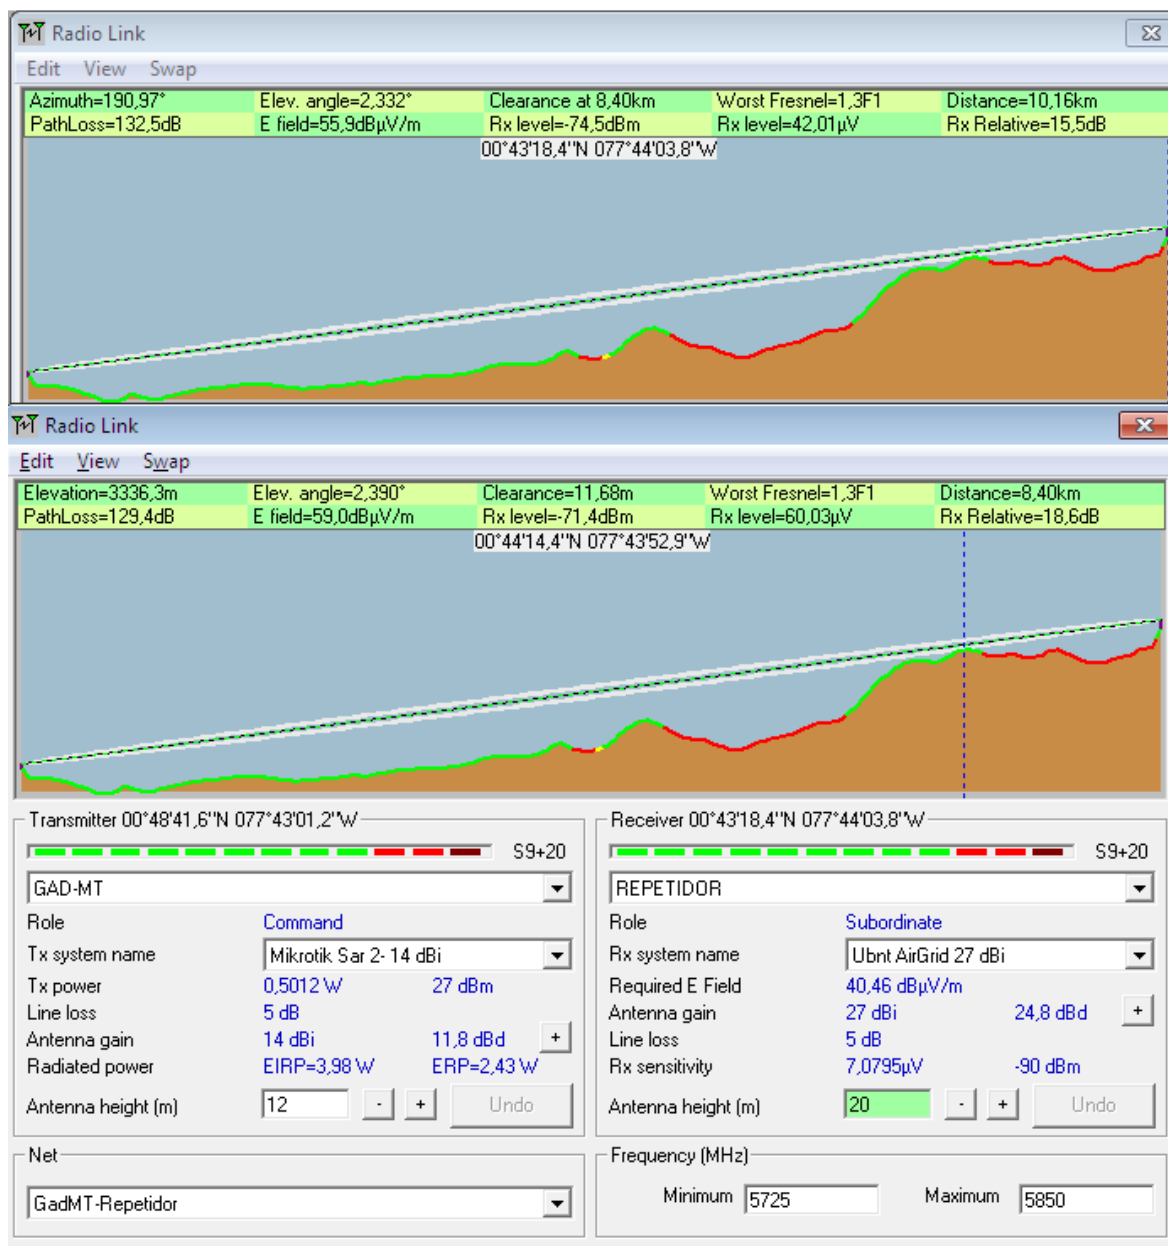 Radio Link
Edit View Swap
Azimuth=190,97° Elev. angle=2,332° Clearance at 8,40km Worst Fresnel=1,3F1 Distance=10,16km
PathLoss=132,5dB E field=55,9dBµV/m Rx level=-74,5dBm Rx level=42,01µV Rx Relative=15,5dB
00°43'18,4''N 077°44'03,8''W
Radio Link
Edit View Swap
Elevation=3336,3m Elev. angle=2,390° Clearance=11,68m Worst Fresnel=1,3F1 Distance=8,40km
PathLoss=129,4dB E field=59,0dBµV/m Rx level=-71,4dBm Rx level=60,03µV Rx Relative=18,6dB
00°44'14,4''N 077°43'52,9''W
Transmitter 00°48'41,6''N 077°43'01,2''W
S9+20
GAD-MT
Role Command
Tx system name Mikrotik Sar 2- 14 dBi
Tx power 0,5012 W 27 dBm
Line loss 5 dB
Antenna gain 14 dBi 11,8 dBd +
Radiated power EIRP=3,98 W ERP=2,43 W
Antenna height (m) 12 - + Undo
Net
GadMT-Repetidor
Receiver 00°43'18,4''N 077°44'03,8''W
S9+20
REPETIDOR
Role Subordinate
Rx system name Ubnt AirGrid 27 dBi
Required E Field 40,46 dBµV/m
Antenna gain 27 dBi 24,8 dBd +
Line loss 5 dB
Rx sensitivity 7,0795µV -90 dBm
Antenna height (m) 20 - + Undo
Frequency (MHz)
Minimum 5725 Maximum 5850